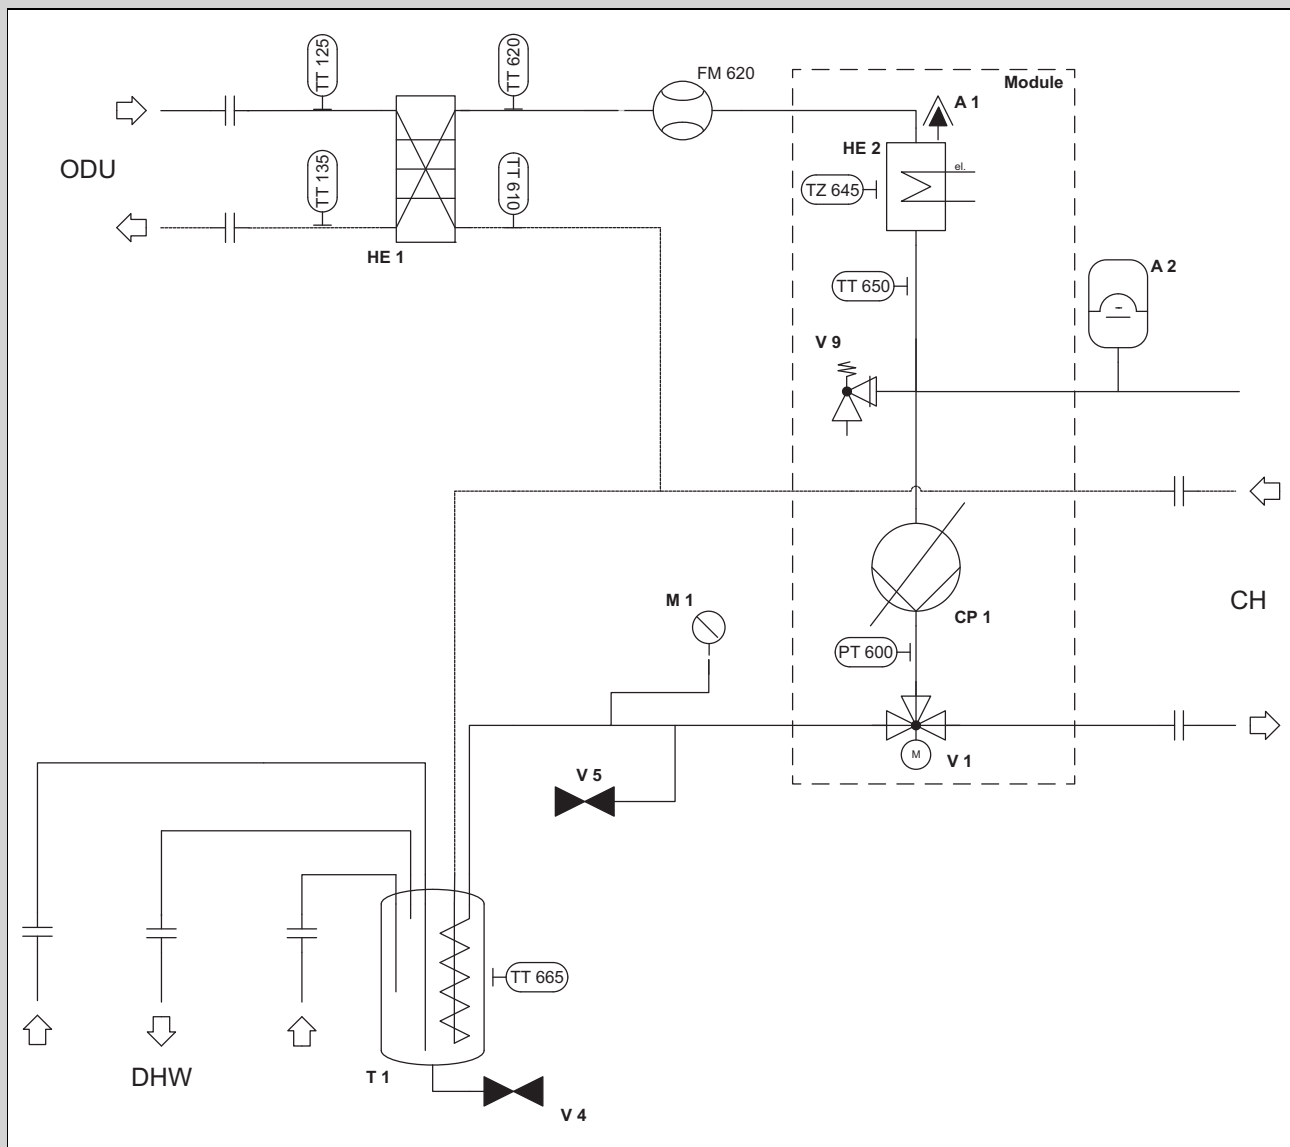 TT 125
TT 620
FM 620
Module
A 1
HE 2
el.
ODU
TT 135
TT 610
TZ 645
HE 1
TT 650
A 2
V 9
M 1
CP 1
CH
PT 600
V 5
M
V 1
TT 665
DHW
T 1
V 4